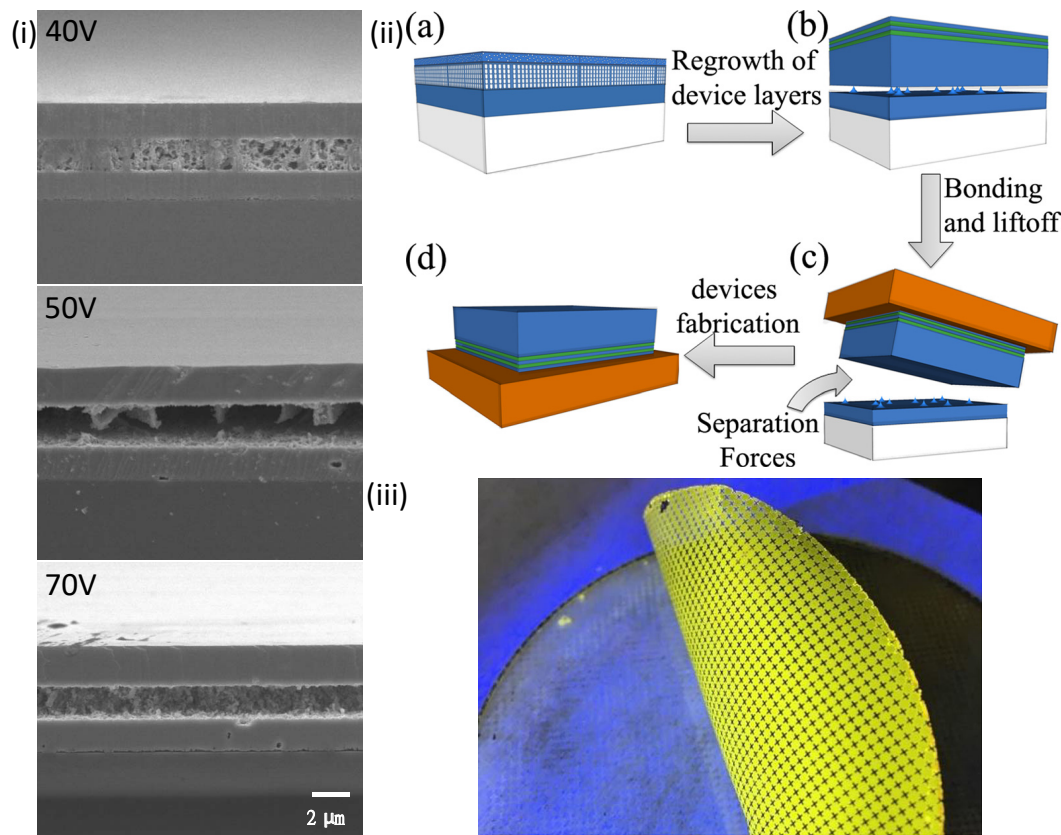 (i)
40V
50V
70V
2 μm
(ii)
(a)
Regrowth of
device layers
(b)
Bonding
and liftoff
(c)
Separation
Forces
devices
fabrication
(d)
(iii)